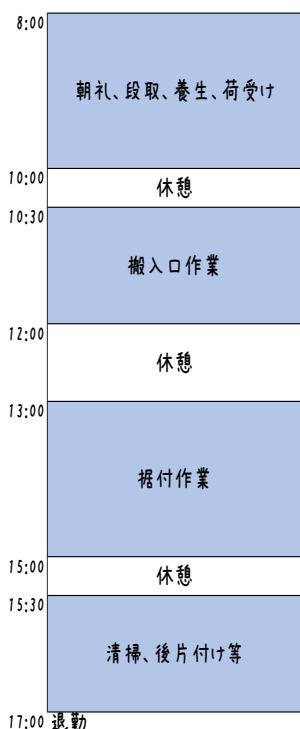 8:00
朝礼、段取、養生、荷受け
10:00
休憩
10:30
搬入口作業
12:00
休憩
13:00
据付作業
15:00
休憩
15:30
清掃、後片付け等
17:00 退勤